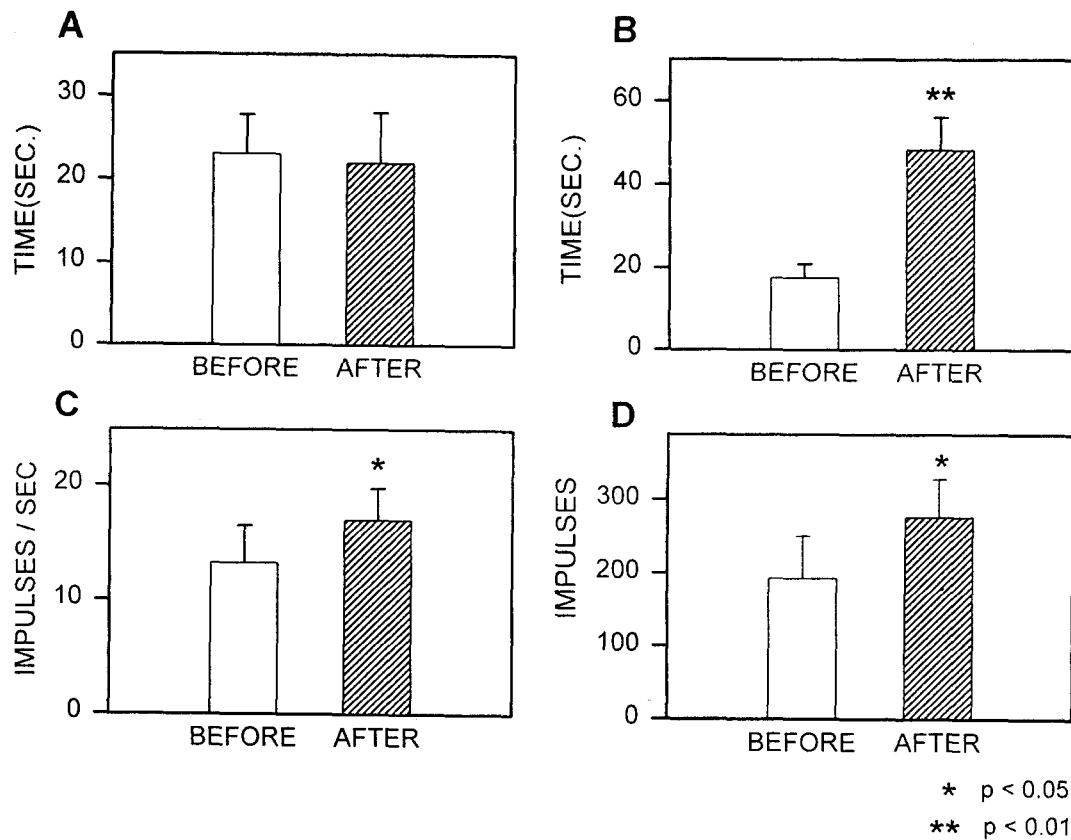 A
TIME(SEC.)
30
20
10
0
BEFORE AFTER
B
**
TIME(SEC.)
60
40
20
0
BEFORE AFTER
C
*
IMPULSES / SEC
20
10
0
BEFORE AFTER
D
*
IMPULSES
300
200
100
0
BEFORE AFTER
* p < 0.05
** p < 0.01